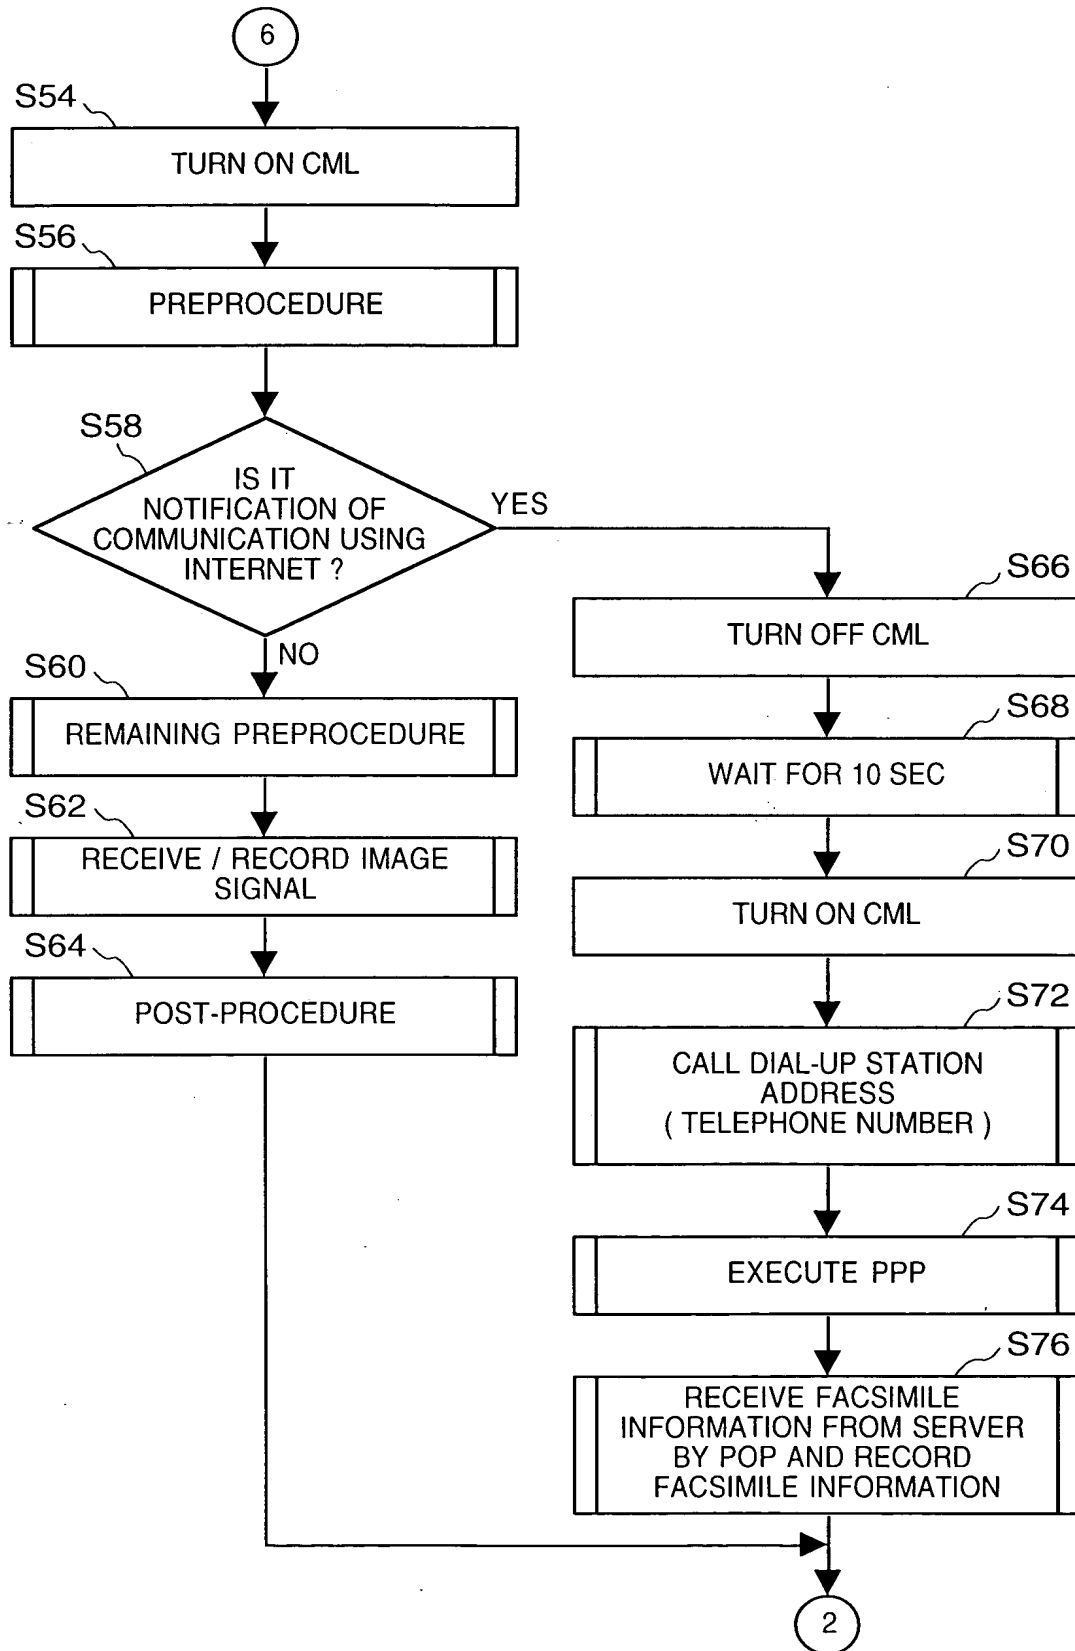 6
S54
TURN ON CML
S56
PREPROCEDURE
S58
IS IT
NOTIFICATION OF
COMMUNICATION USING
INTERNET ?
YES
NO
S60
REMAINING PREPROCEDURE
S62
RECEIVE / RECORD IMAGE
SIGNAL
S64
POST-PROCEDURE
S66
TURN OFF CML
S68
WAIT FOR 10 SEC
S70
TURN ON CML
S72
CALL DIAL-UP STATION
ADDRESS
( TELEPHONE NUMBER )
S74
EXECUTE PPP
S76
RECEIVE FACSIMILE
INFORMATION FROM SERVER
BY POP AND RECORD
FACSIMILE INFORMATION
2